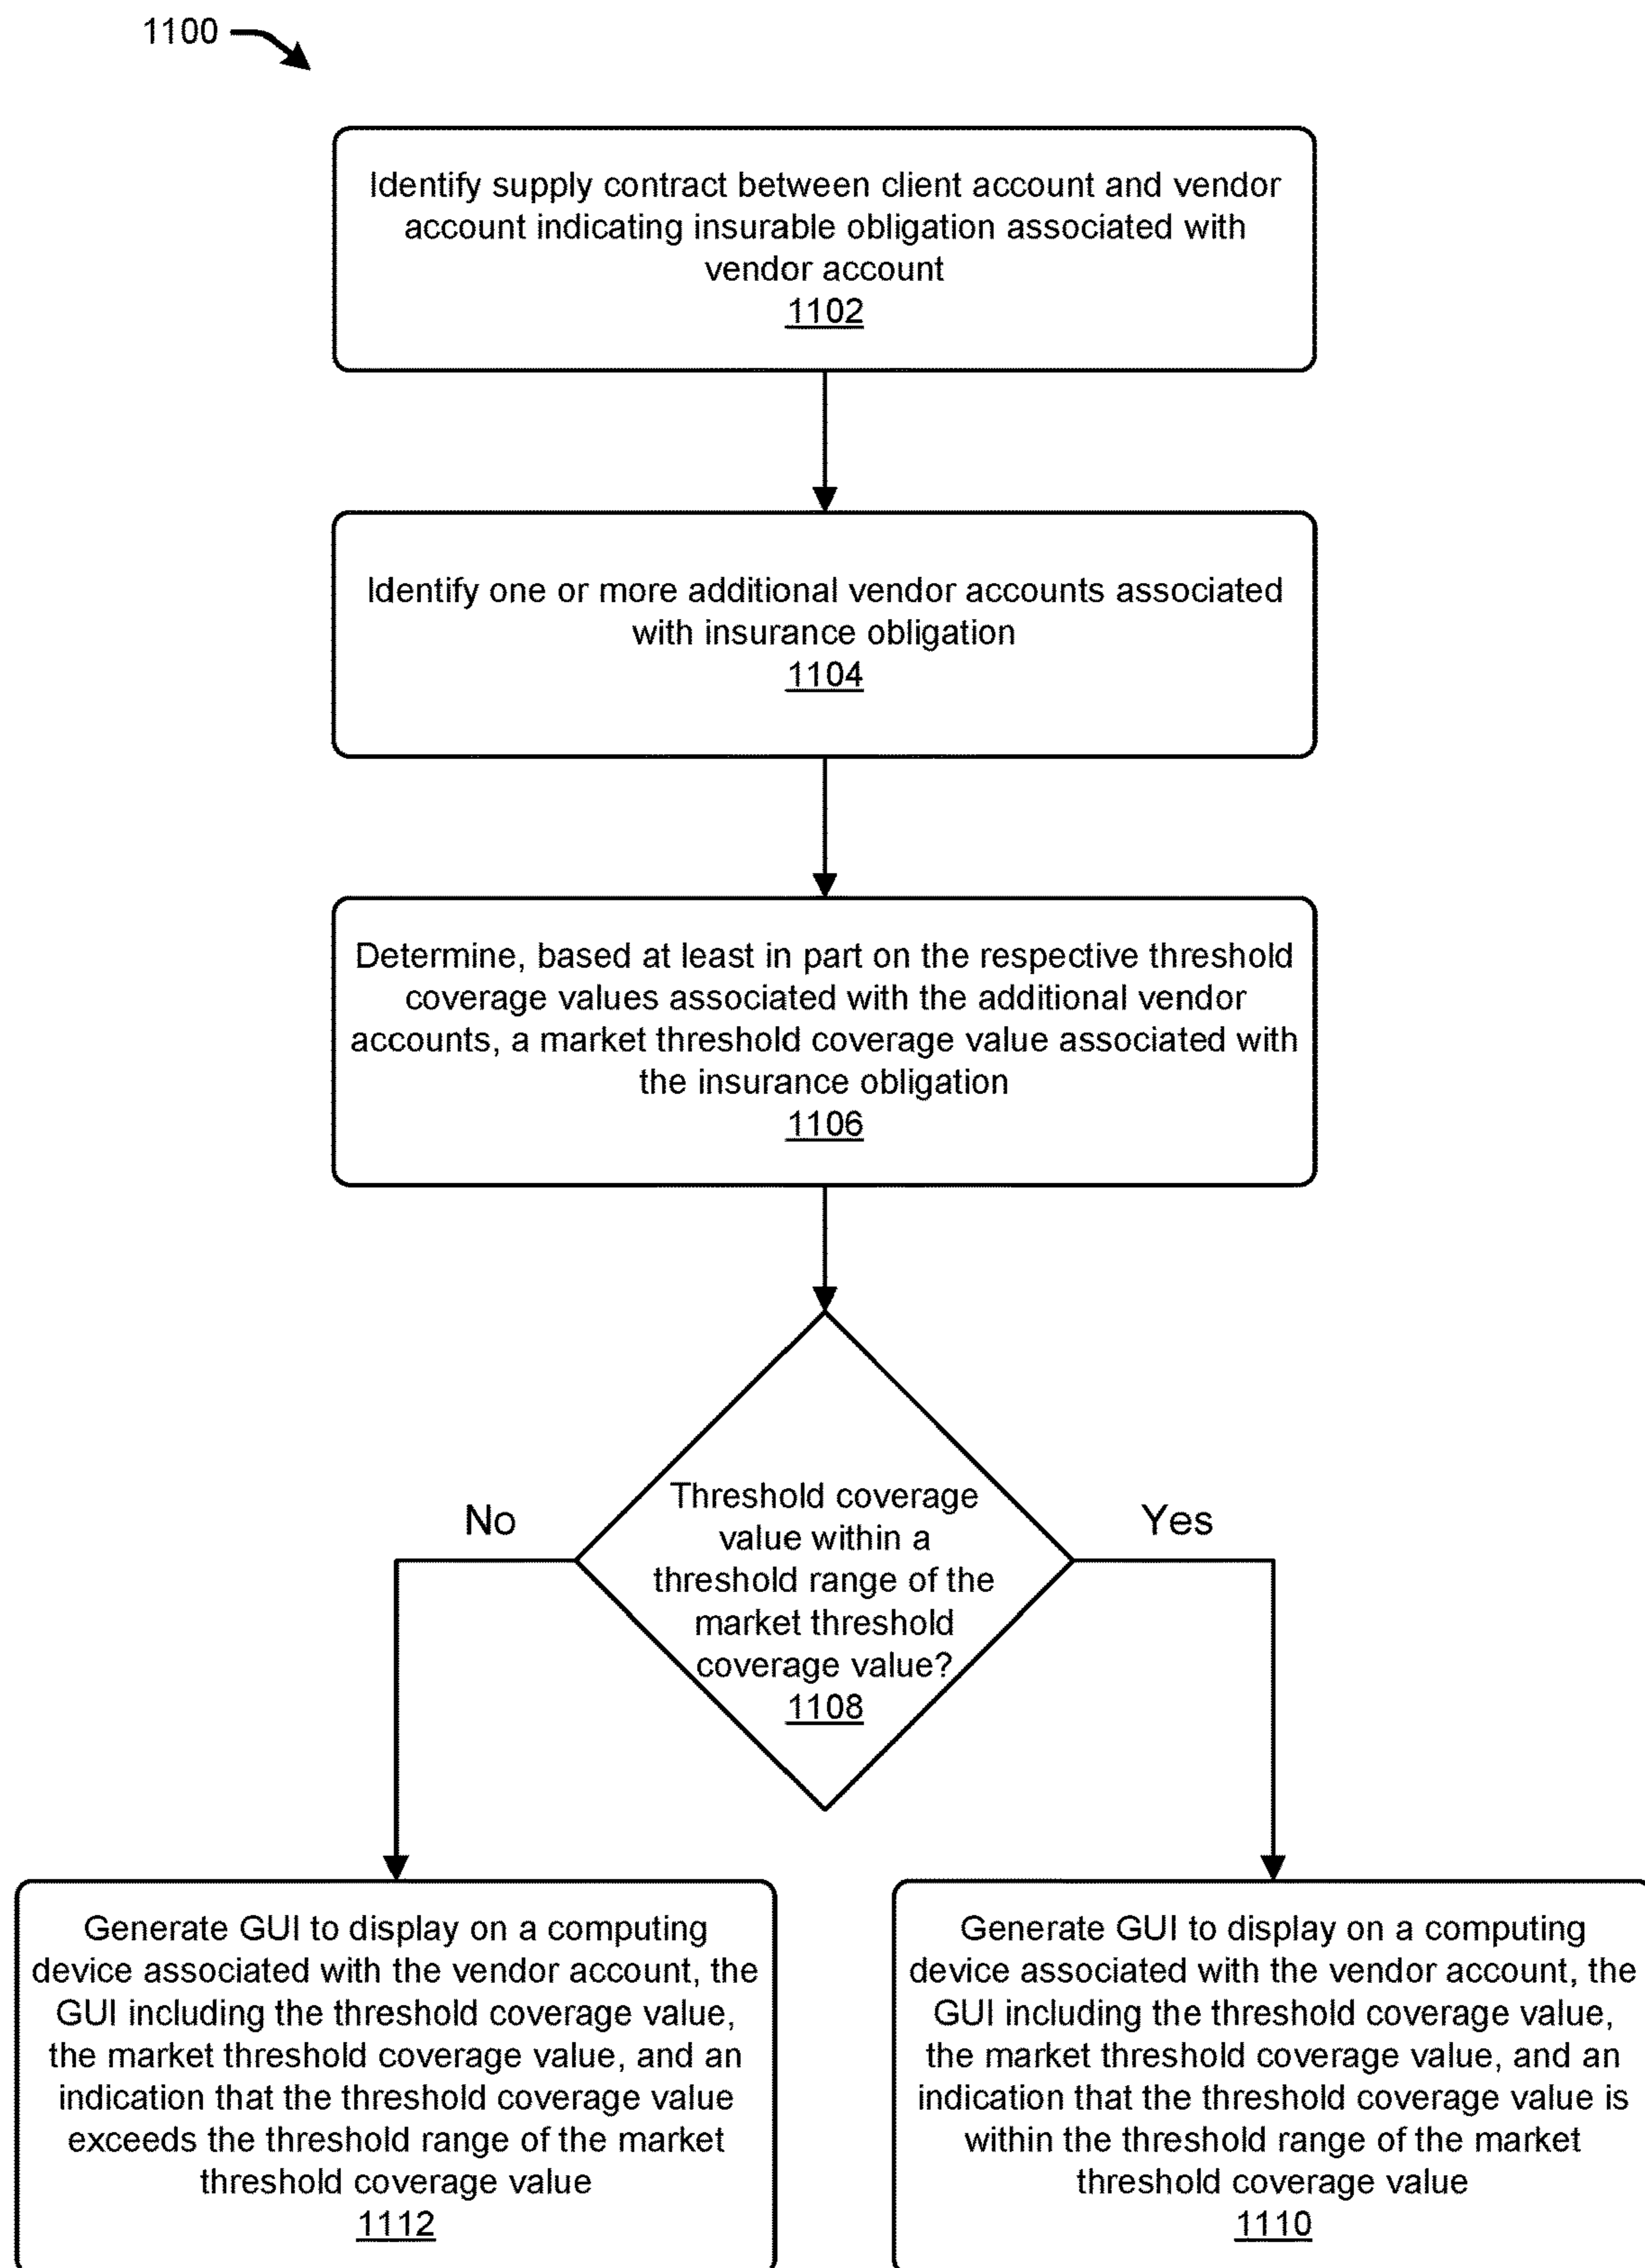 1100
Identify supply contract between client account and vendor
account indicating insurable obligation associated with
vendor account
1102
Identify one or more additional vendor accounts associated
with insurance obligation
1104
Determine, based at least in part on the respective threshold
coverage values associated with the additional vendor
accounts, a market threshold coverage value associated with
the insurance obligation
1106
Threshold coverage
value within a
threshold range of the
market threshold
coverage value?
1108
No
Yes
Generate GUI to display on a computing
device associated with the vendor account, the
GUI including the threshold coverage value,
the market threshold coverage value, and an
indication that the threshold coverage value
exceeds the threshold range of the market
threshold coverage value
1112
Generate GUI to display on a computing
device associated with the vendor account, the
GUI including the threshold coverage value,
the market threshold coverage value, and an
indication that the threshold coverage value is
within the threshold range of the market
threshold coverage value
1110